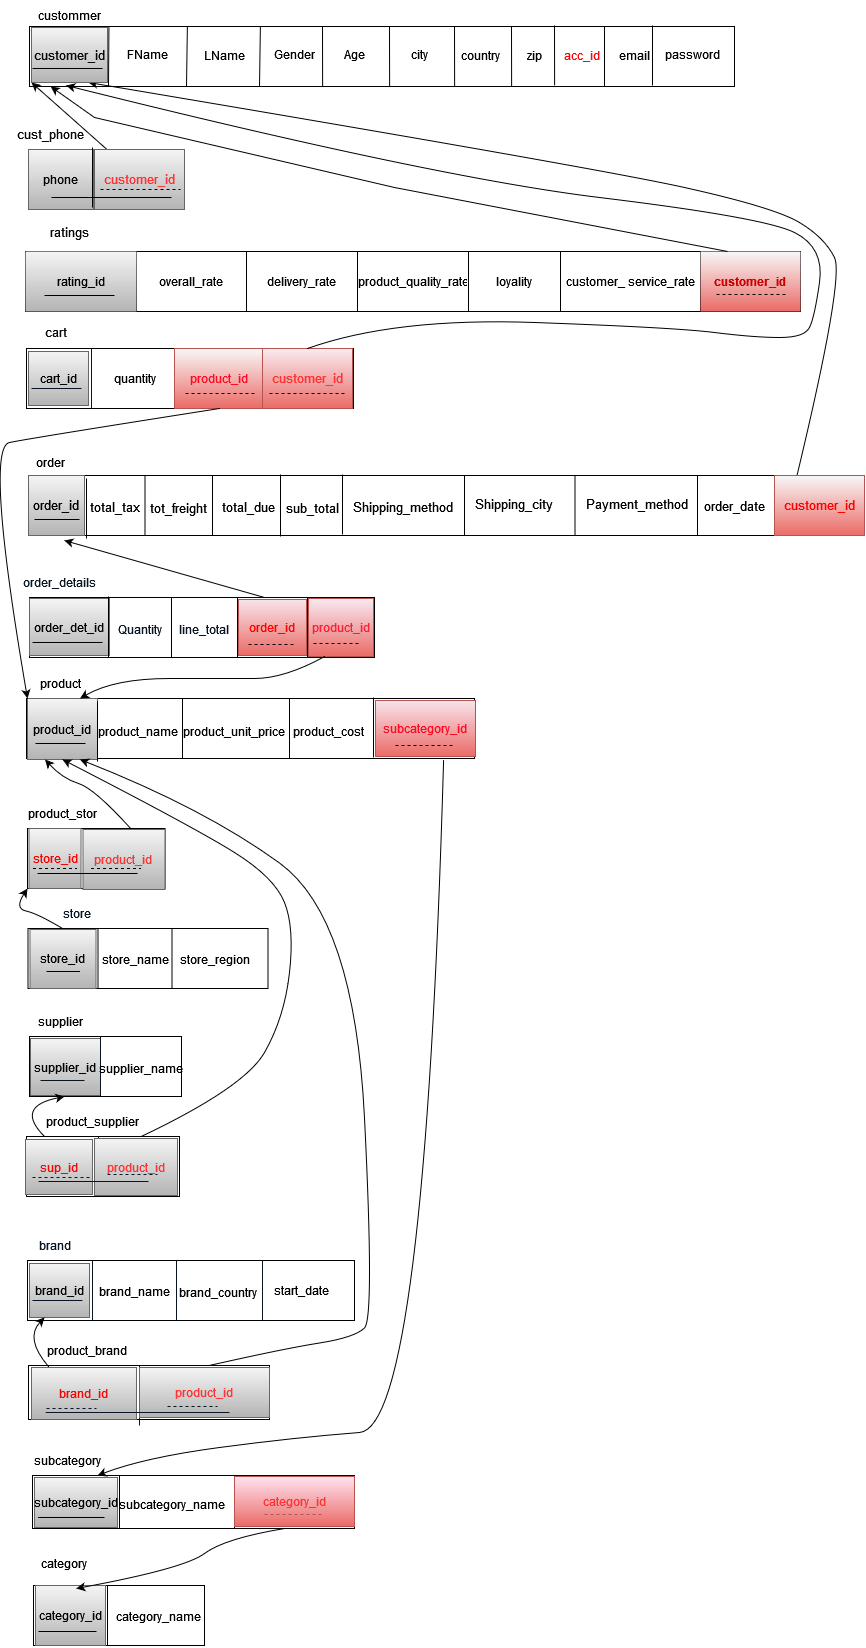 custommer
customer_id FName LName Gender Age city country zip acc_id email password
cust_phone
phone customer_id
ratings
rating_id overall_rate delivery_rate product_quality_rate loyality customer_ service_rate customer_id
cart
cart_id quantity product_id customer_id
order
order_id total_tax tot_freight total_due sub_total Shipping_method Shipping_city Payment_method order_date customer_id
order_details
order_det_id Quantity line_total order_id product_id
product
product_id product_name product_unit_price product_cost subcategory_id
product_stor
store_id product_id
store
store_id store_name store_region
supplier
supplier_id supplier_name
product_supplier
sup_id product_id
brand
brand_id brand_name brand_country start_date
product_brand
brand_id product_id
subcategory
subcategory_id subcategory_name category_id
category
category_id category_name